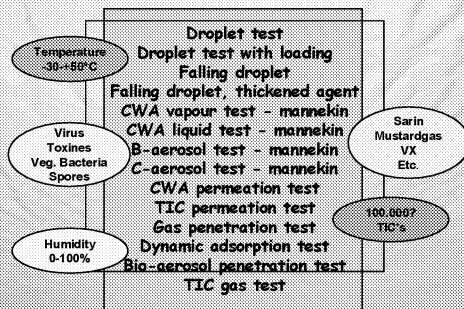 Droplet test
Droplet test with loading
Falling droplet
Falling droplet, thickened agent
CWA vapour test - mannekin
CWA liquid test - mannekin
B-aerosol test - mannekin
C-aerosol test - mannekin
CWA permeation test
TIC permeation test
Gas penetration test
Dynamic adsorption test
Bio-aerosol penetration test
TIC gas test
Temperature
-30-+50°C
Virus
Toxines
Veg. Bacteria
Spores
Humidity
0-100%
Sarin
Mustardgas
VX
Etc.
100.000?
TIC's